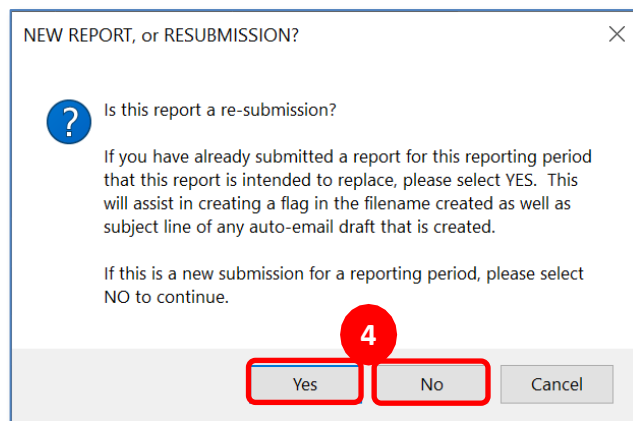 NEW REPORT, or RESUBMISSION?
?
Is this report a re-submission?
If you have already submitted a report for this reporting period
that this report is intended to replace, please select YES.  This
will assist in creating a flag in the filename created as well as
subject line of any auto-email draft that is created.
If this is a new submission for a reporting period, please select
NO to continue.
4
Yes
No
Cancel